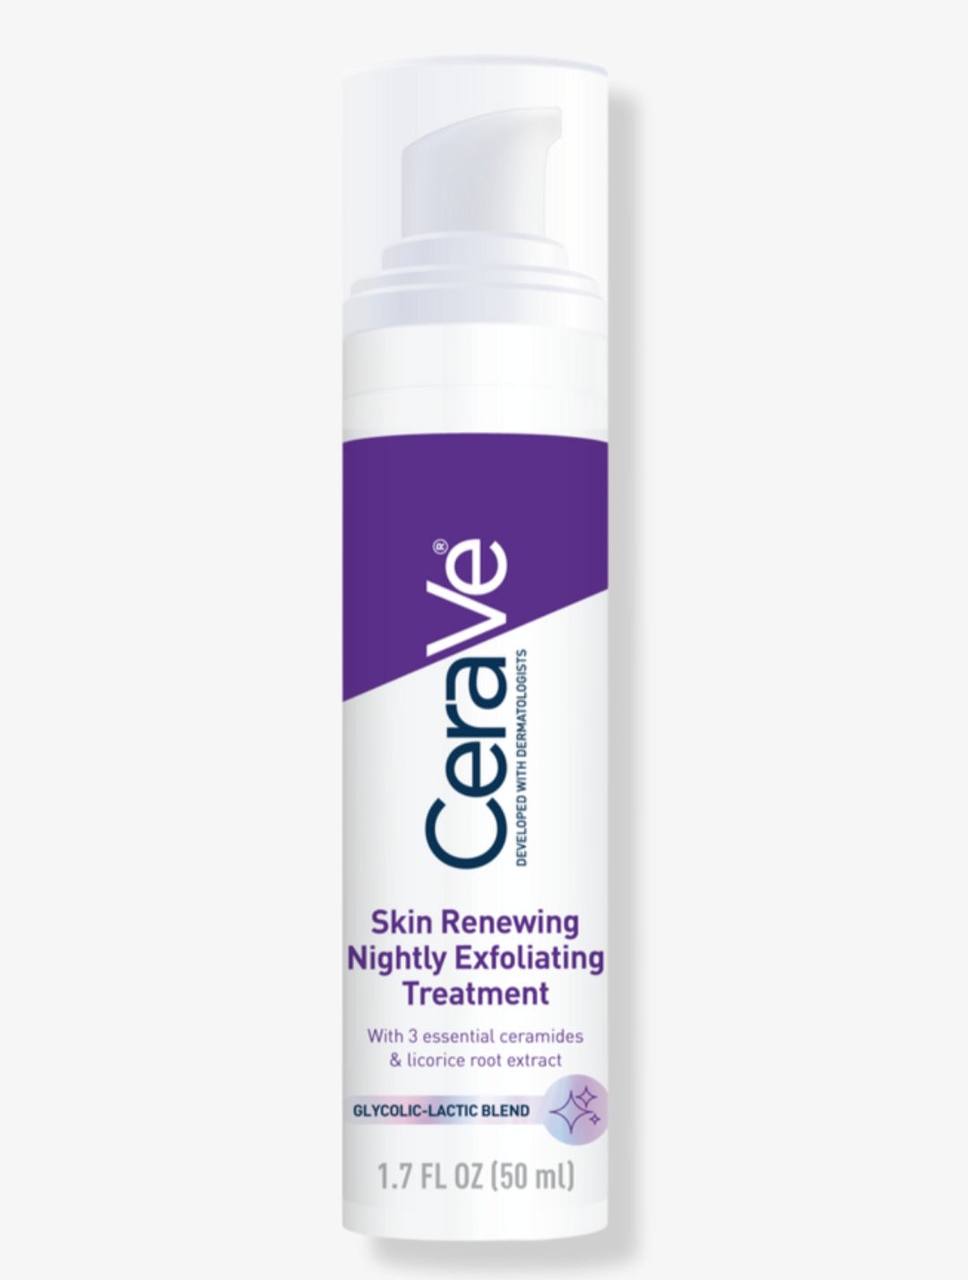 CeraVe®
DEVELOPED WITH DERMATOLOGISTS
Skin Renewing
Nightly Exfoliating
Treatment
With 3 essential ceramides
& licorice root extract
GLYCOLIC-LACTIC BLEND
1.7 FL OZ (50 ml)